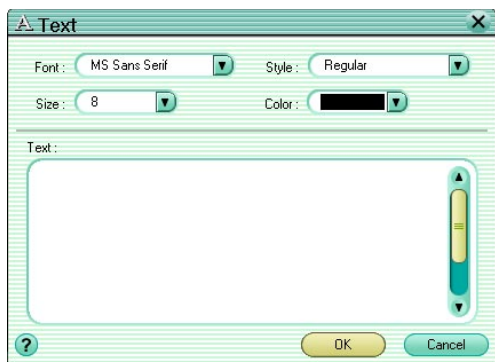 A Text
Font : MS Sans Serif Style : Regular
Size : 8 Color :
Text :
? OK Cancel